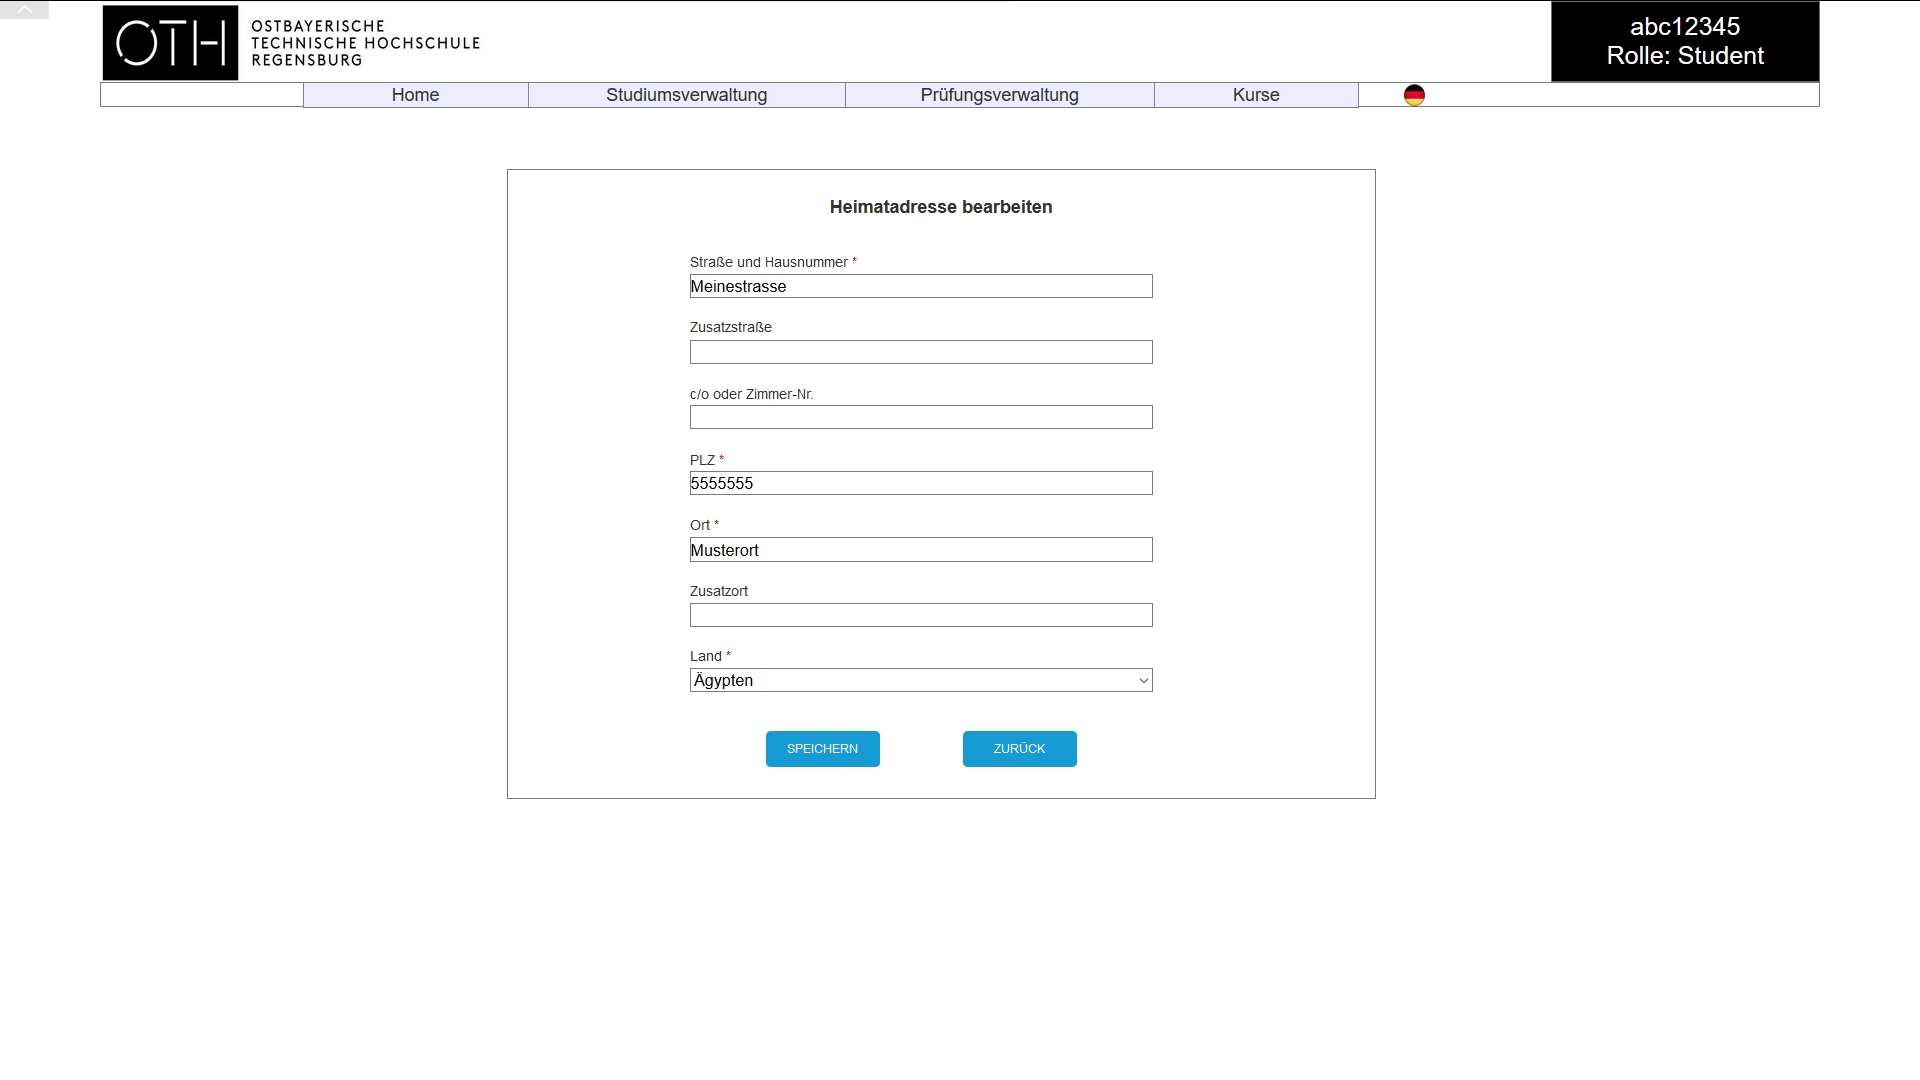 OTH
OSTBAYERISCHE
TECHNISCHE HOCHSCHULE
REGENSBURG
abc12345
Rolle: Student
Home
Studiumsverwaltung
Prüfungsverwaltung
Kurse
Heimatadresse bearbeiten
Straße und Hausnummer *
Meinestrasse
Zusatzstraße
c/o oder Zimmer-Nr.
PLZ *
5555555
Ort *
Musterort
Zusatzort
Land *
Ägypten
SPEICHERN
ZURÜCK